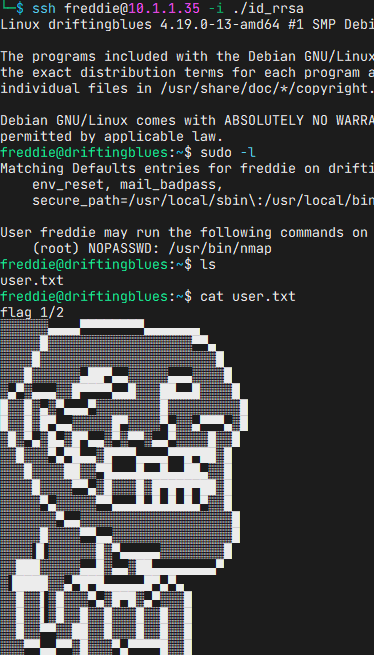 └─$ ssh freddie@10.1.1.35 -i ./id_rrsa
Linux driftingblues 4.19.0-13-amd64 #1 SMP Debi
The programs included with the Debian GNU/Linux
the exact distribution terms for each program a
individual files in /usr/share/doc/*/copyright.
Debian GNU/Linux comes with ABSOLUTELY NO WARRA
permitted by applicable law.
freddie@driftingblues:~$ sudo -l
Matching Defaults entries for freddie on drifti
env_reset, mail_badpass,
secure_path=/usr/local/sbin\:/usr/local/bin
User freddie may run the following commands on
(root) NOPASSWD: /usr/bin/nmap
freddie@driftingblues:~$ ls
user.txt
freddie@driftingblues:~$ cat user.txt
flag 1/2